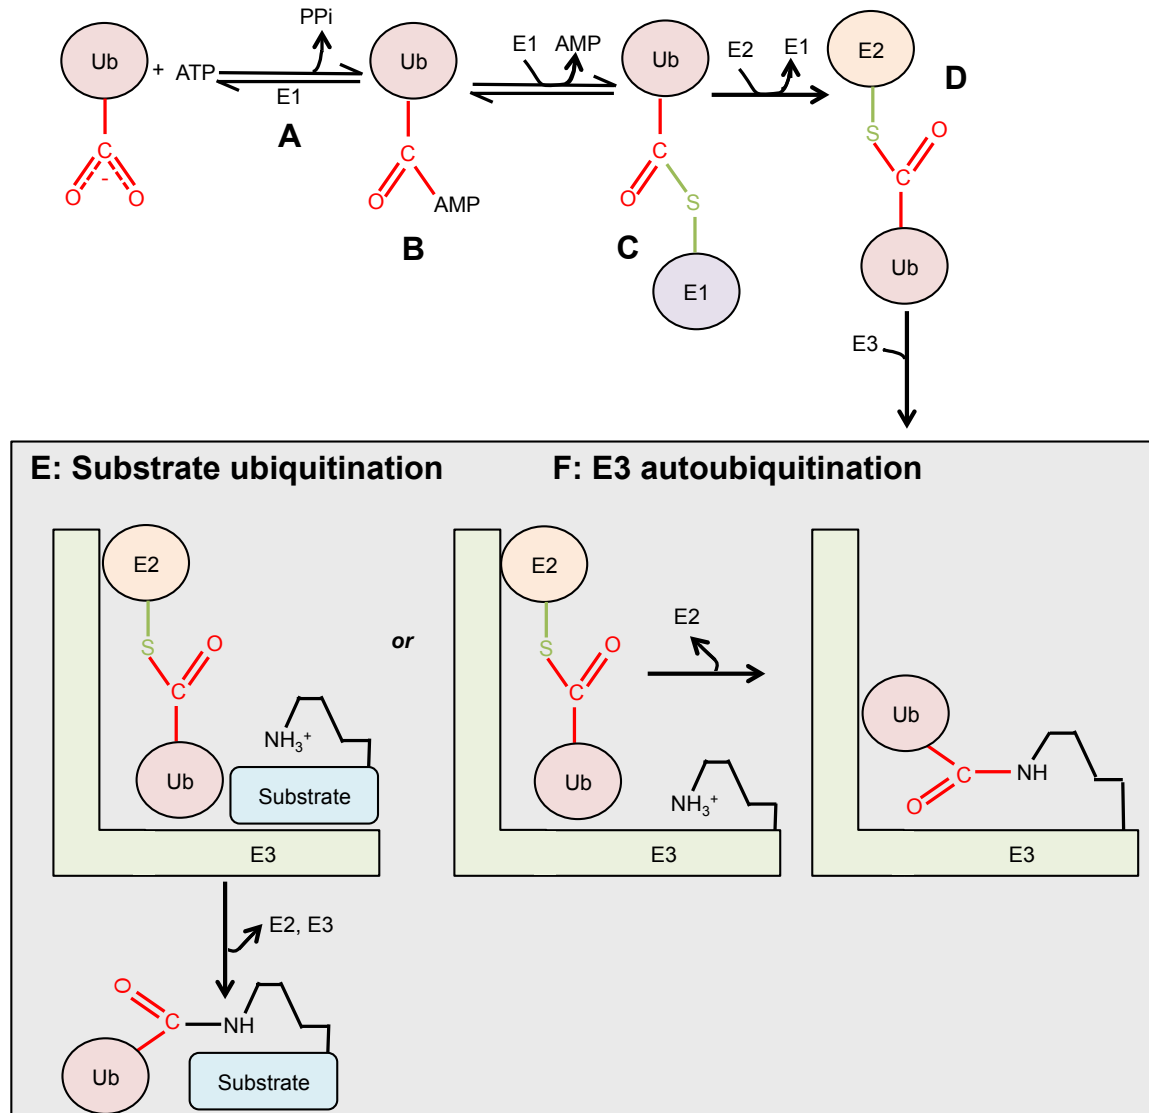 PPi
Ub
+ ATP
E1
A
C
O
-
O
Ub
C
O
AMP
B
E1
AMP
Ub
C
O
S
C
E1
E2
E1
E2
D
S
O
C
Ub
E3
E: Substrate ubiquitination
F: E3 autoubiquitination
E2
S
O
C
NH3+
Ub
Substrate
E3
or
E2
S
O
C
Ub
NH3+
E3
E2
Ub
C
NH
O
E3
E2, E3
O
C
NH
Ub
Substrate